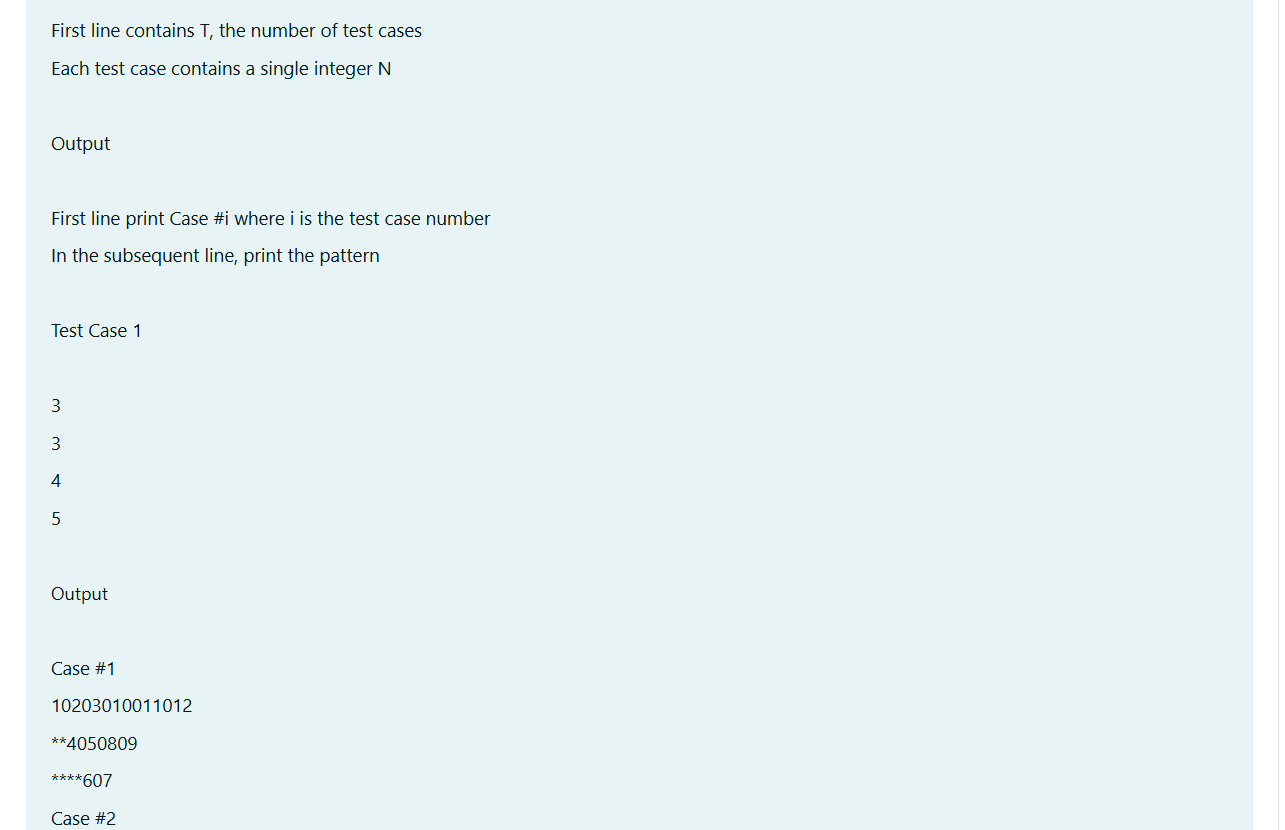 First line contains T, the number of test cases
Each test case contains a single integer N
Output
First line print Case #i where i is the test case number
In the subsequent line, print the pattern
Test Case 1
3
3
4
5
Output
Case #1
10203010011012
**4050809
****607
Case #2